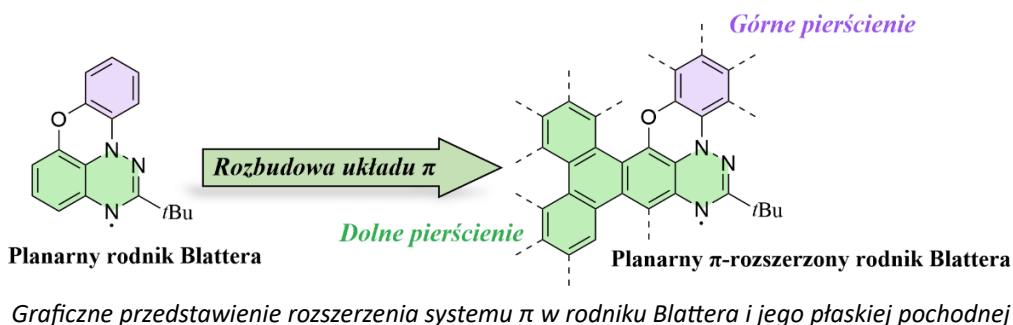 Górne pierścienie
O
O
N
N
N
N
Rozbudowa układu π
N
tBu
N
tBu
Dolne pierścienie
Planarny rodnik Blattera
Planarny π-rozszerzony rodnik Blattera
Graficzne przedstawienie rozszerzenia systemu π w rodniku Blattera i jego płaskiej pochodnej